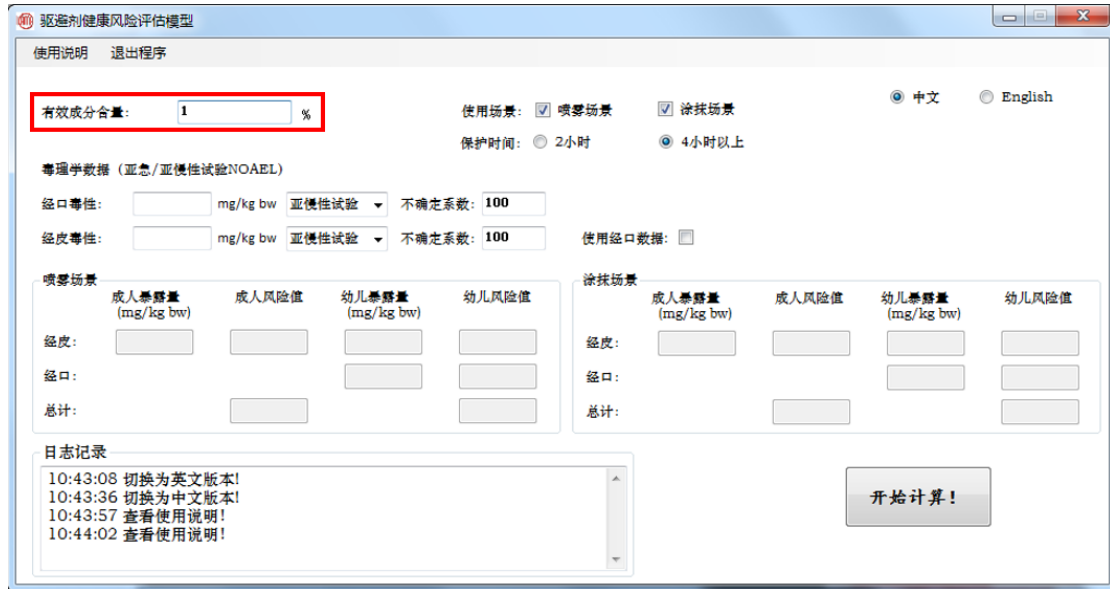 驱避剂健康风险评估模型
使用说明 退出程序
有效成分含量: 1 %
使用场景: 喷雾场景 涂抹场景
中文 English
保护时间: 2小时 4小时以上
毒理学数据 (亚急/亚慢性试验NOAEL)
经口毒性: mg/kg bw 亚慢性试验 不确定系数: 100
经皮毒性: mg/kg bw 亚慢性试验 不确定系数: 100 使用经口数据:
喷雾场景
成人暴露量 成人风险值 幼儿暴露量 幼儿风险值
(mg/kg bw) (mg/kg bw)
经皮:
经口:
总计:
涂抹场景
成人暴露量 成人风险值 幼儿暴露量 幼儿风险值
(mg/kg bw) (mg/kg bw)
经皮:
经口:
总计:
日志记录
10:43:08 切换为英文版本!
10:43:36 切换为中文版本!
10:43:57 查看使用说明!
10:44:02 查看使用说明!
开始计算!